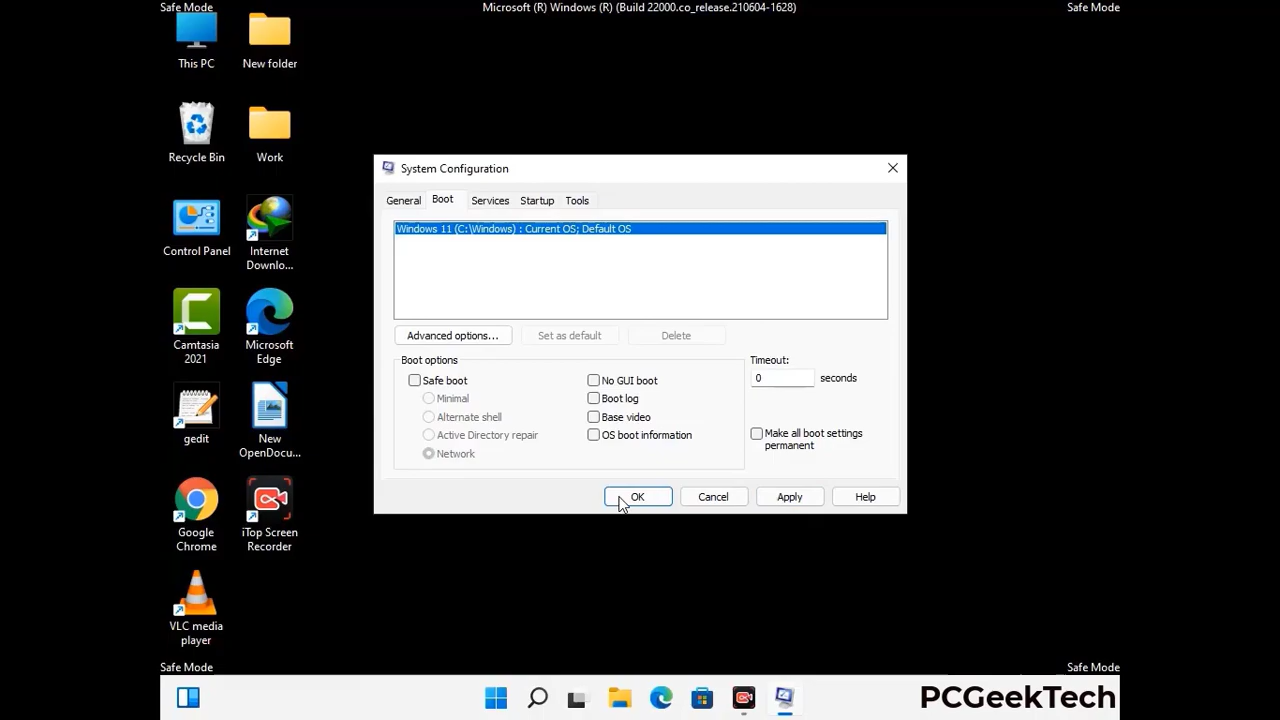 Safe Mode
Microsoft (R) Windows (R) (Build 22000.co_release.210604-1628)
Safe Mode
This PC
New folder
Recycle Bin
Work
Control Panel
Internet
Downlo...
Camtasia
2021
Microsoft
Edge
gedit
New
OpenDocu...
Google
Chrome
iTop Screen
Recorder
VLC media
player
System Configuration
General
Boot
Services
Startup
Tools
Windows 11 (C:\Windows) : Current OS; Default OS
Advanced options...
Set as default
Delete
Boot options
Safe boot
Minimal
Alternate shell
Active Directory repair
Network
No GUI boot
Boot log
Base video
OS boot information
Timeout:
0 seconds
Make all boot settings
permanent
OK
Cancel
Apply
Help
Safe Mode
Safe Mode
PCGeekTech